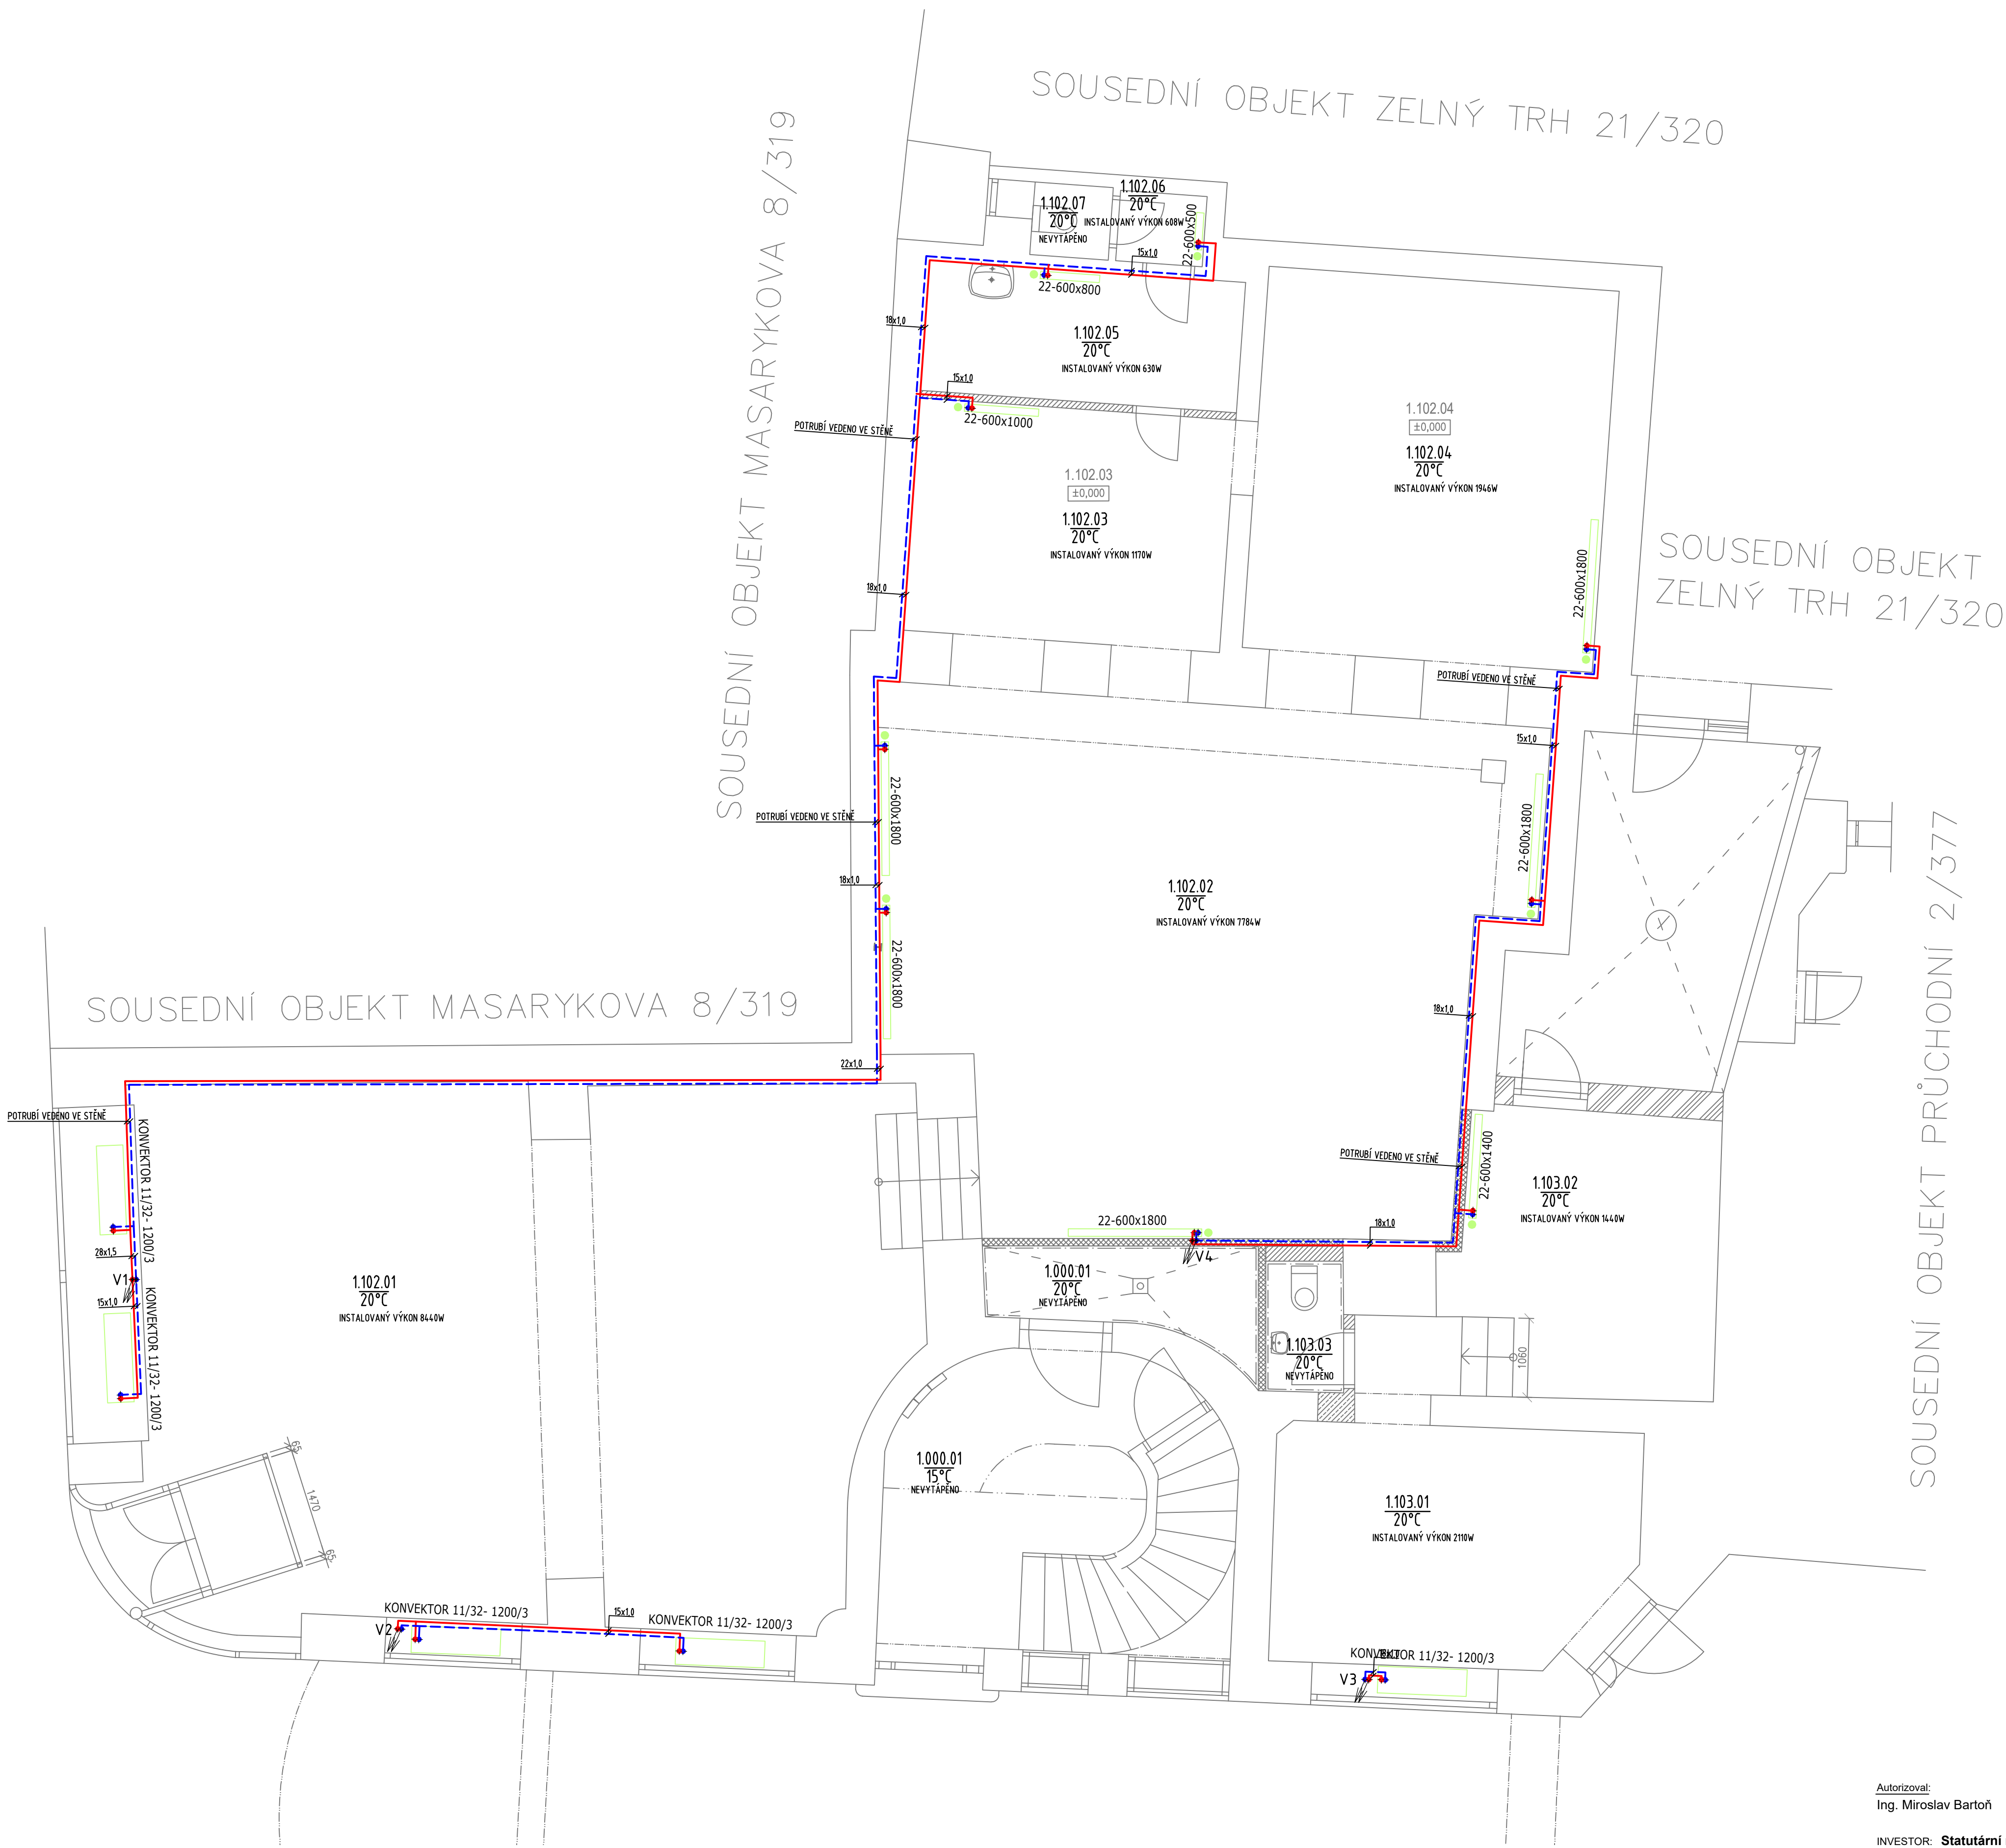 SOUSEDNÍ OBJEKT ZELNÝ TRH 21/320
SOUSEDNÍ OBJEKT MASARYKOVA 8/319
1.102.07
20°C
NEVYTÁPĚNO
1.102.06
20°C
INSTALOVANÝ VÝKON 608W
22-600x500
15x1,0
22-600x800
18x1,0
1.102.05
20°C
INSTALOVANÝ VÝKON 630W
15x1,0
22-600x1000
POTRUBÍ VEDENO VE STĚNĚ
1.102.04
±0,000
1.102.04
20°C
INSTALOVANÝ VÝKON 1946W
1.102.03
±0,000
1.102.03
20°C
INSTALOVANÝ VÝKON 1170W
18x1,0
22-600x1800
SOUSEDNÍ OBJEKT
ZELNÝ TRH 21/320
POTRUBÍ VEDENO VE STĚNĚ
15x1,0
22-600x1800
POTRUBÍ VEDENO VE STĚNĚ
22-600x1800
18x1,0
1.102.02
20°C
INSTALOVANÝ VÝKON 7784W
22-600x1800
SOUSEDNÍ OBJEKT PRŮCHODNÍ 2/377
SOUSEDNÍ OBJEKT MASARYKOVA 8/319
18x1,0
22x1,0
POTRUBÍ VEDENO VE STĚNĚ
KONVEKTOR 11/32- 1200/3
POTRUBÍ VEDENO VE STĚNĚ
22-600x1400
1.103.02
20°C
INSTALOVANÝ VÝKON 1440W
22-600x1800
18x1,0
V4
28x1,5
V1
15x1,0
KONVEKTOR 11/32- 1200/3
1.102.01
20°C
INSTALOVANÝ VÝKON 8440W
1.000.01
20°C
NEVYTÁPĚNO
1.103.03
20°C
NEVYTÁPĚNO
1060
65
1470
65
1.000.01
15°C
NEVYTÁPĚNO
1.103.01
20°C
INSTALOVANÝ VÝKON 2110W
KONVEKTOR 11/32- 1200/3
V2
15x1,0
KONVEKTOR 11/32- 1200/3
KONVEKTOR 11/32- 1200/3
V3
Autorizoval:
Ing. Miroslav Bartoň
INVESTOR: Statutární